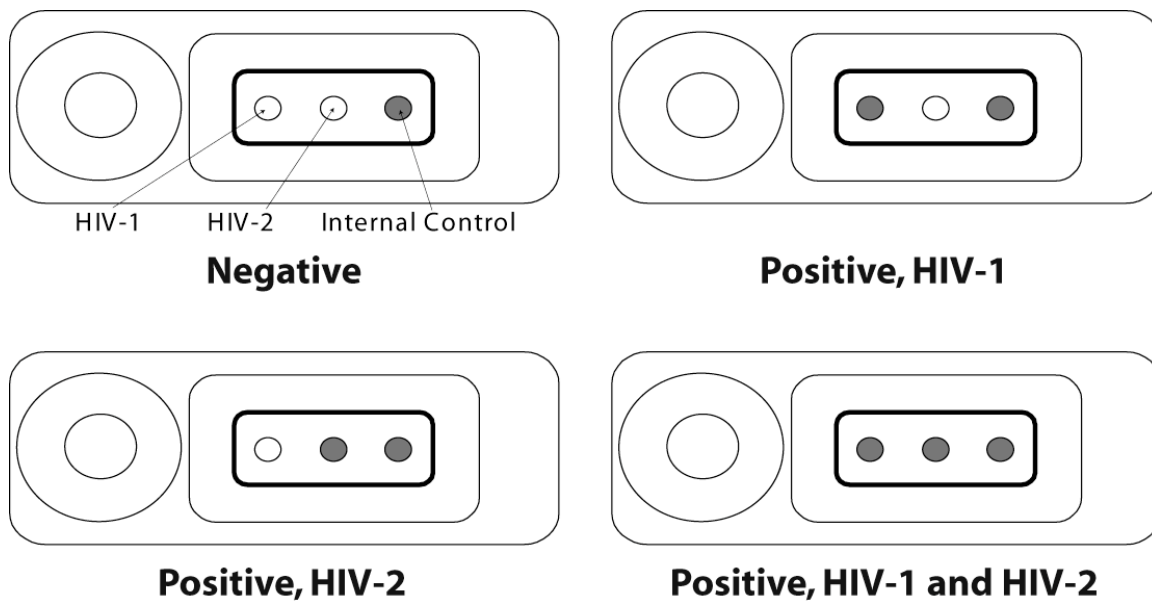 HIV-1 HIV-2 Internal Control
Negative
Positive, HIV-1
Positive, HIV-2
Positive, HIV-1 and HIV-2